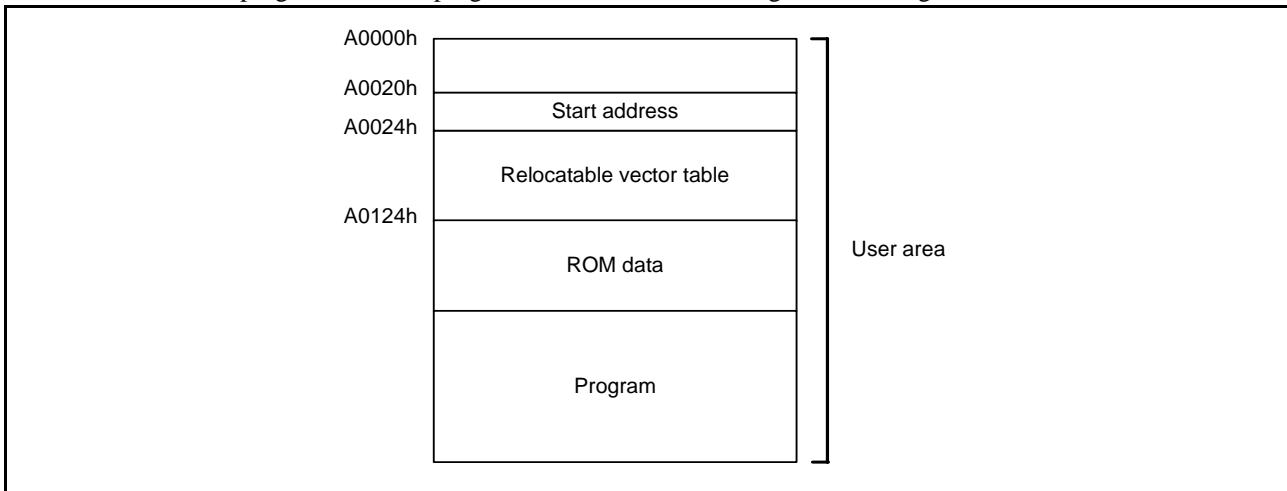 A0000h
A0020h
Start address
A0024h
Relocatable vector table
A0124h
ROM data
User area
Program